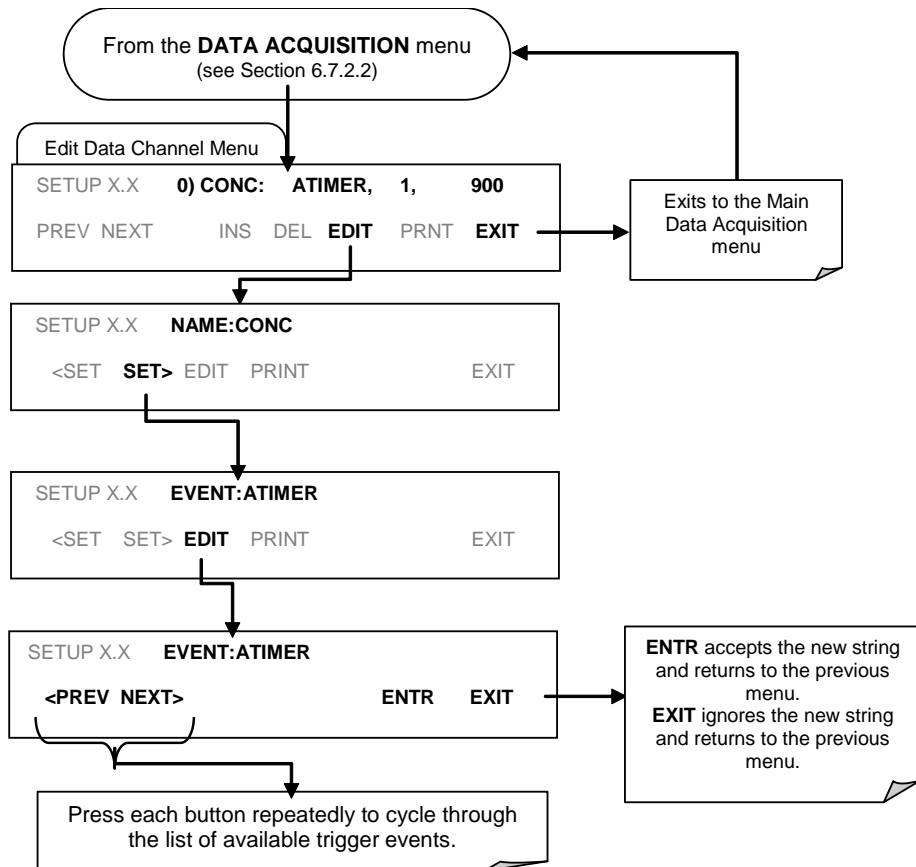 From the DATA ACQUISITION menu
(see Section 6.7.2.2)
Edit Data Channel Menu
SETUP X.X 0) CONC: ATIMER, 1, 900
PREV NEXT INS DEL EDIT PRNT EXIT
Exits to the Main
Data Acquisition
menu
SETUP X.X NAME:CONC
<SET SET> EDIT PRINT EXIT
SETUP X.X EVENT:ATIMER
<SET SET> EDIT PRINT EXIT
SETUP X.X EVENT:ATIMER
<PREV NEXT> ENTR EXIT
ENTR accepts the new string
and returns to the previous
menu.
EXIT ignores the new string
and returns to the previous
menu.
Press each button repeatedly to cycle through
the list of available trigger events.